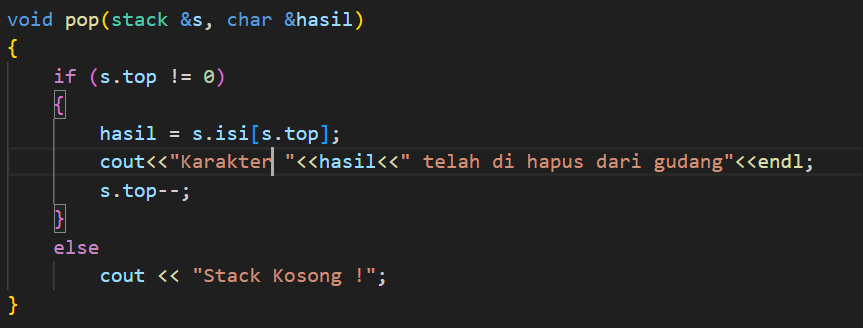 void pop(stack &s, char &hasil)
{
    if (s.top != 0)
    {
        hasil = s.isi[s.top];
        cout<<"Karakter "<<hasil<<" telah di hapus dari gudang"<<endl;
        s.top--;
    }
    else
        cout << "Stack Kosong !";
}